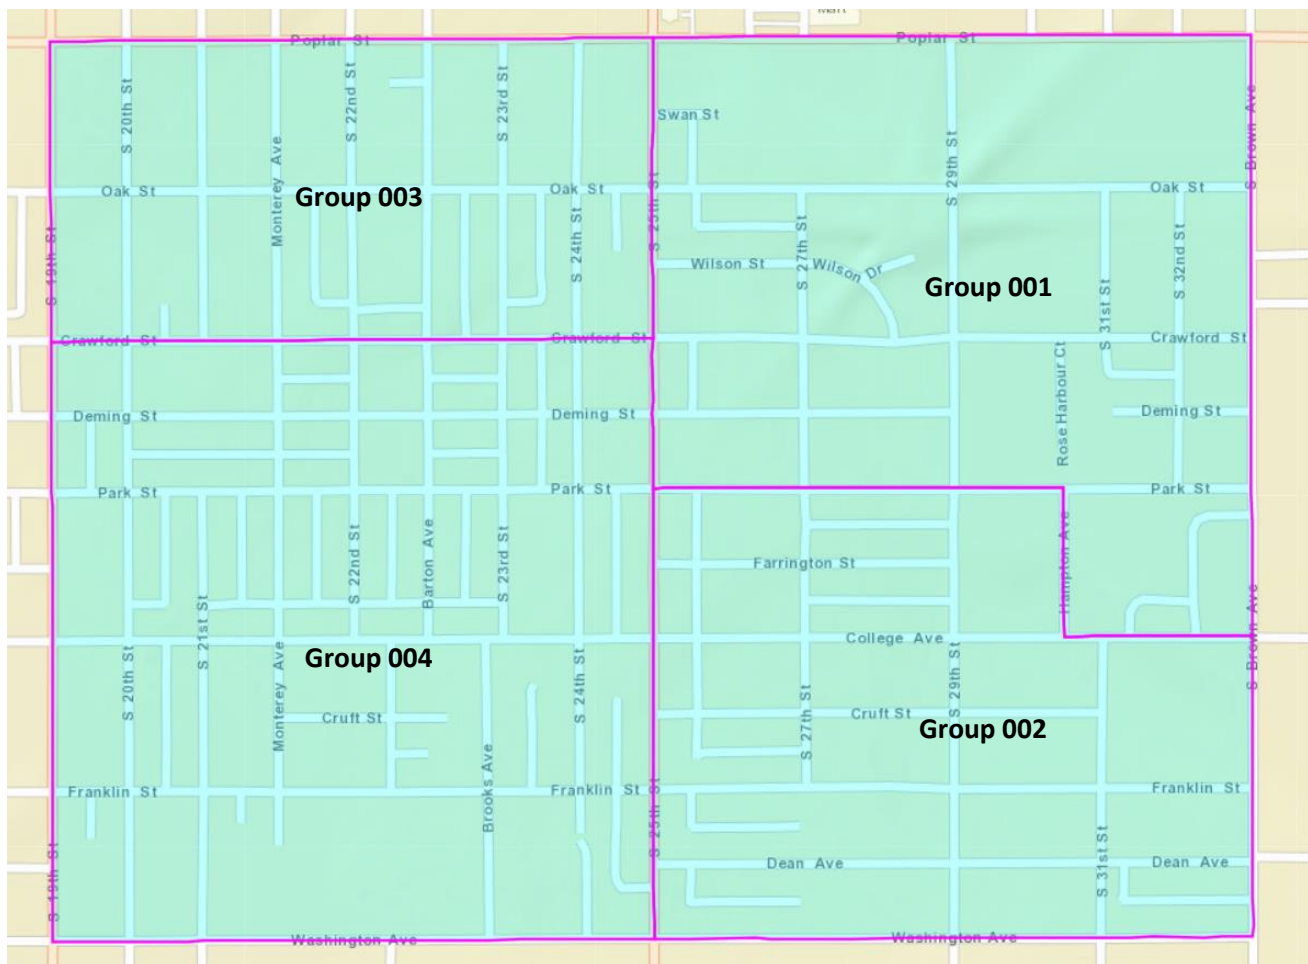 Poplar St
Poplar St
S 20th St
S 22nd St
S 23rd St
Swan St
S 29th St
S Brown Ave
Monterey Ave
Oak St
Group 003
Oak St
S 25th St
Oak St
S 19th St
S 24th St
S 27th St
S 32nd St
Wilson St
Wilson Dr
Group 001
S 31st St
Crawford St
Crawford St
Crawford St
Rose Harbour Ct
Deming St
Deming St
Deming St
Park St
Park St
Park St
S 22nd St
Barton Ave
S 23rd St
Hampton Ave
Farrington St
S 21st St
College Ave
S Brown Ave
Group 004
S 20th St
Monterey Ave
S 24th St
S 27th St
S 29th St
Cruft St
Cruft St
Group 002
Brooks Ave
Franklin St
Franklin St
S 25th St
Franklin St
S 19th St
Dean Ave
S 31st St
Dean Ave
Washington Ave
Washington Ave